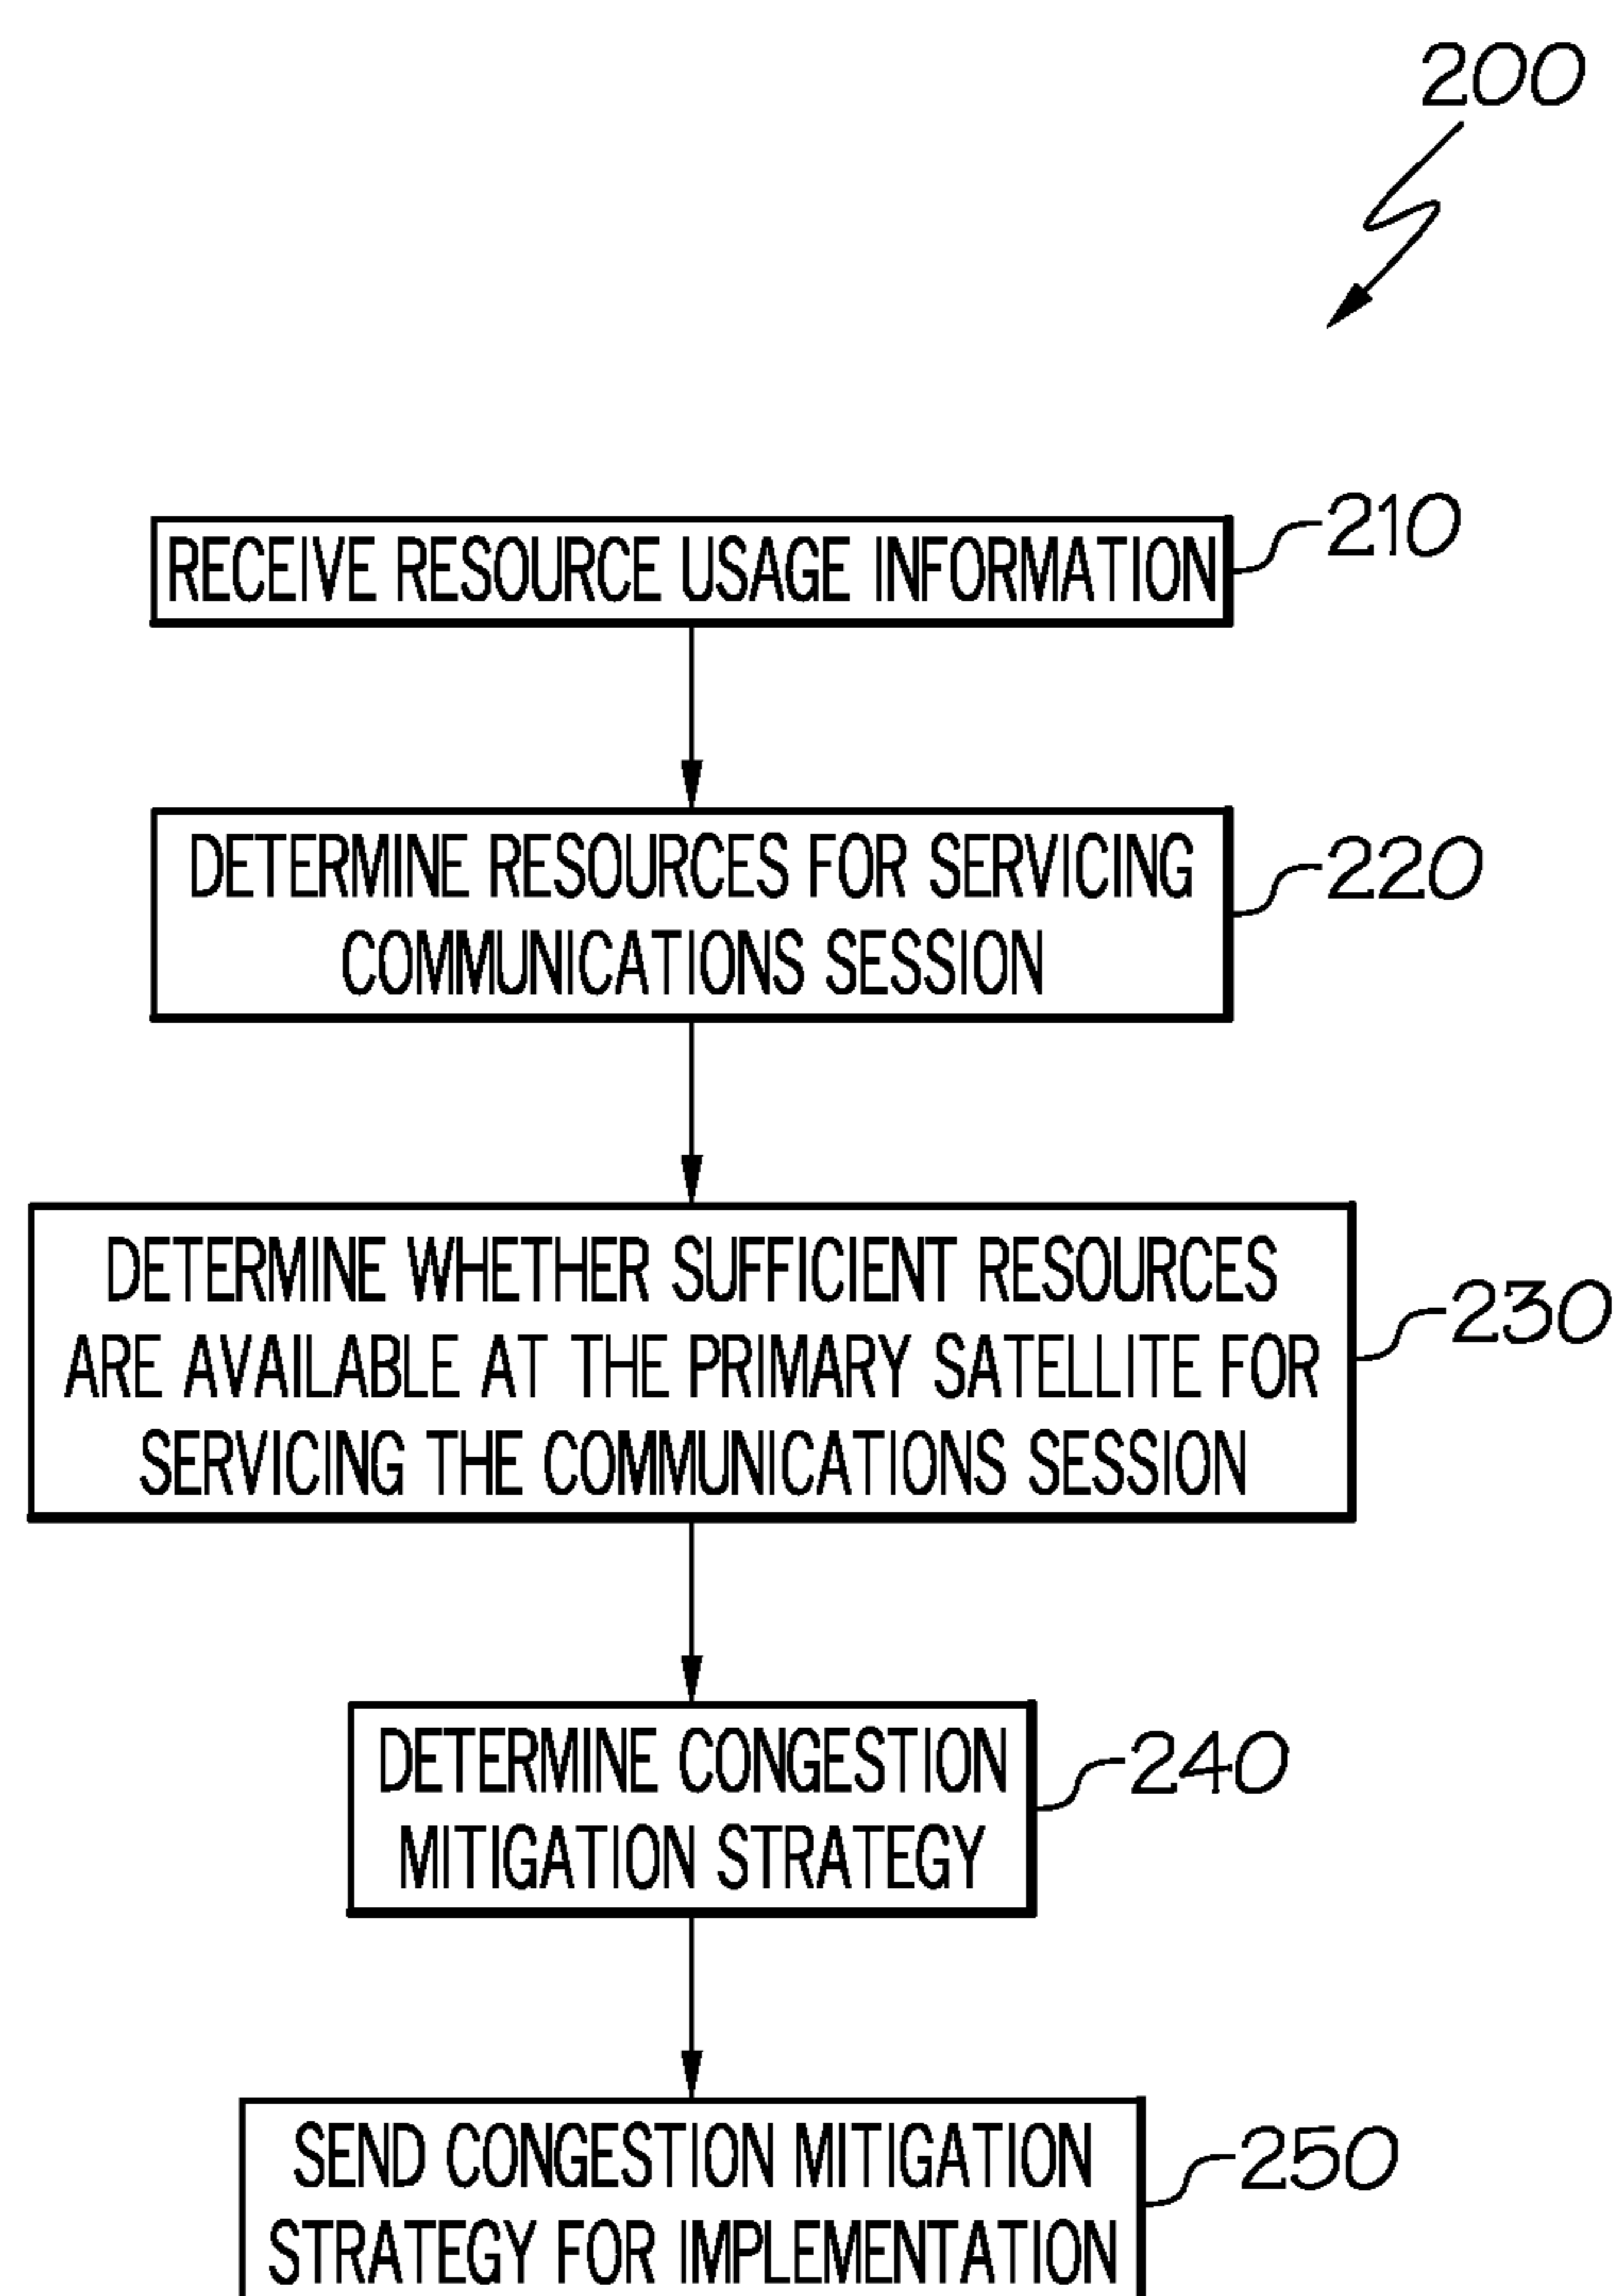 200
RECEIVE RESOURCE USAGE INFORMATION
210
DETERMINE RESOURCES FOR SERVICING
COMMUNICATIONS SESSION
220
DETERMINE WHETHER SUFFICIENT RESOURCES
ARE AVAILABLE AT THE PRIMARY SATELLITE FOR
SERVICING THE COMMUNICATIONS SESSION
230
DETERMINE CONGESTION
MITIGATION STRATEGY
240
SEND CONGESTION MITIGATION
STRATEGY FOR IMPLEMENTATION
250